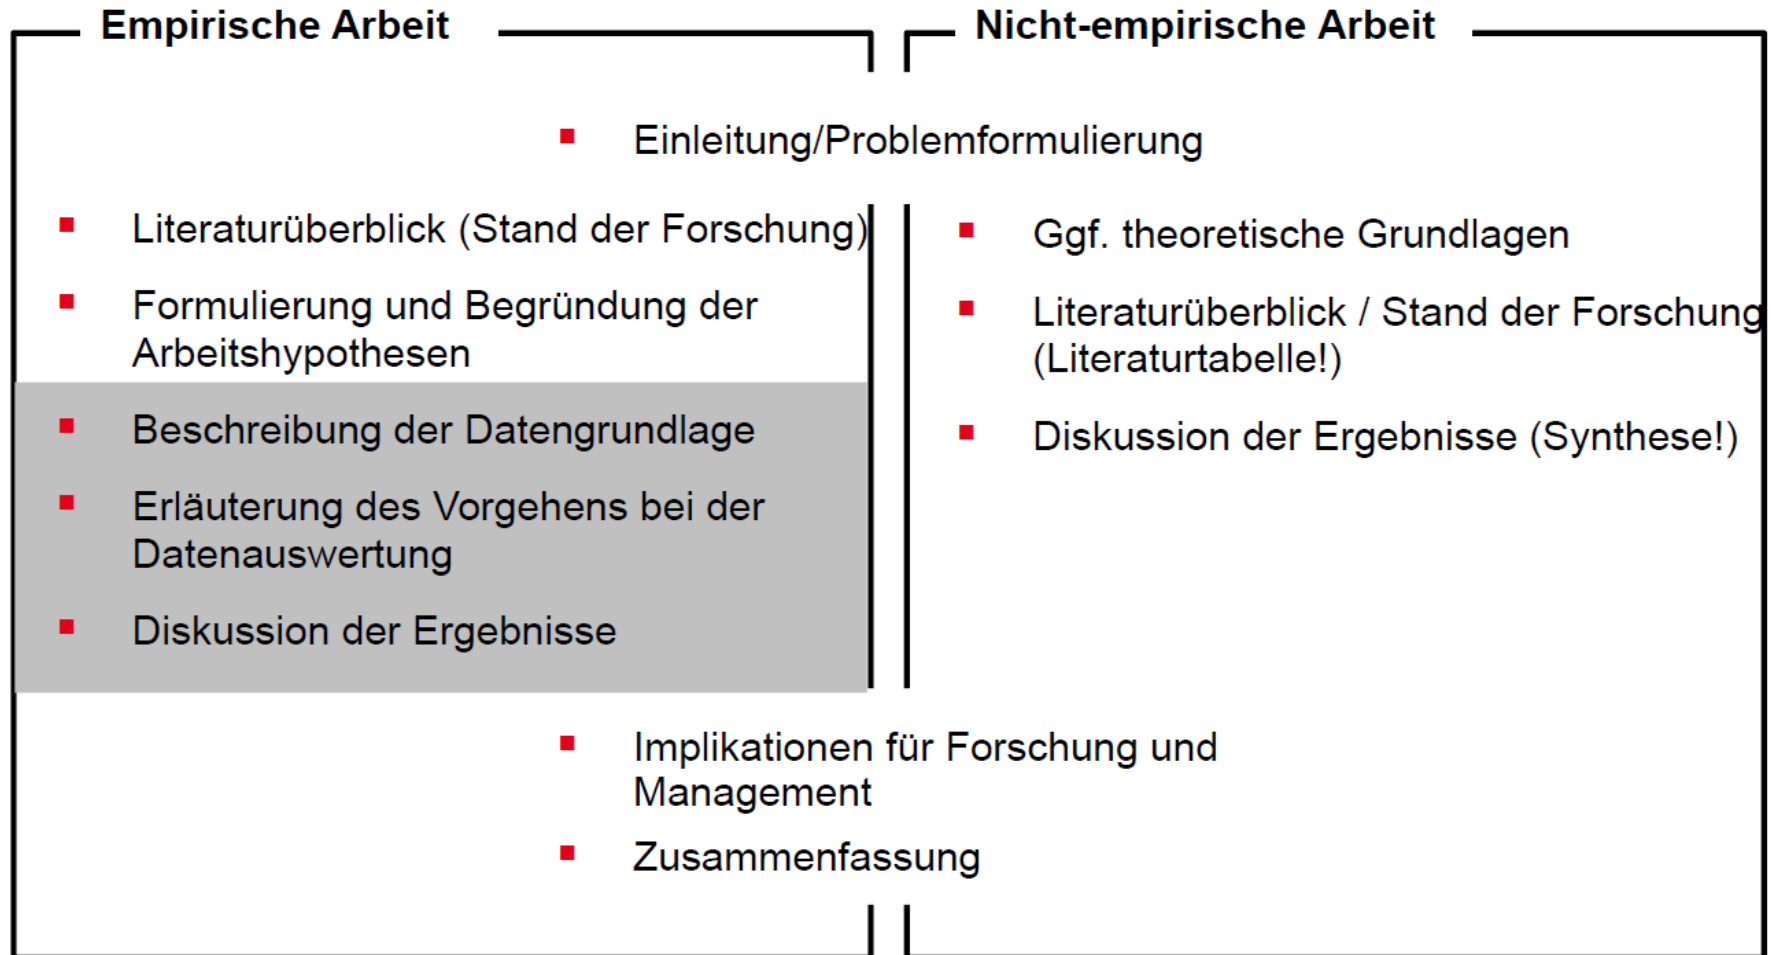 Empirische Arbeit
Nicht-empirische Arbeit
Einleitung/Problemformulierung
Literaturüberblick (Stand der Forschung)
Formulierung und Begründung der
Arbeitshypothesen
Beschreibung der Datengrundlage
Erläuterung des Vorgehens bei der
Datenauswertung
Diskussion der Ergebnisse
Ggf. theoretische Grundlagen
Literaturüberblick / Stand der Forschung
(Literaturtabelle!)
Diskussion der Ergebnisse (Synthese!)
Implikationen für Forschung und
Management
Zusammenfassung